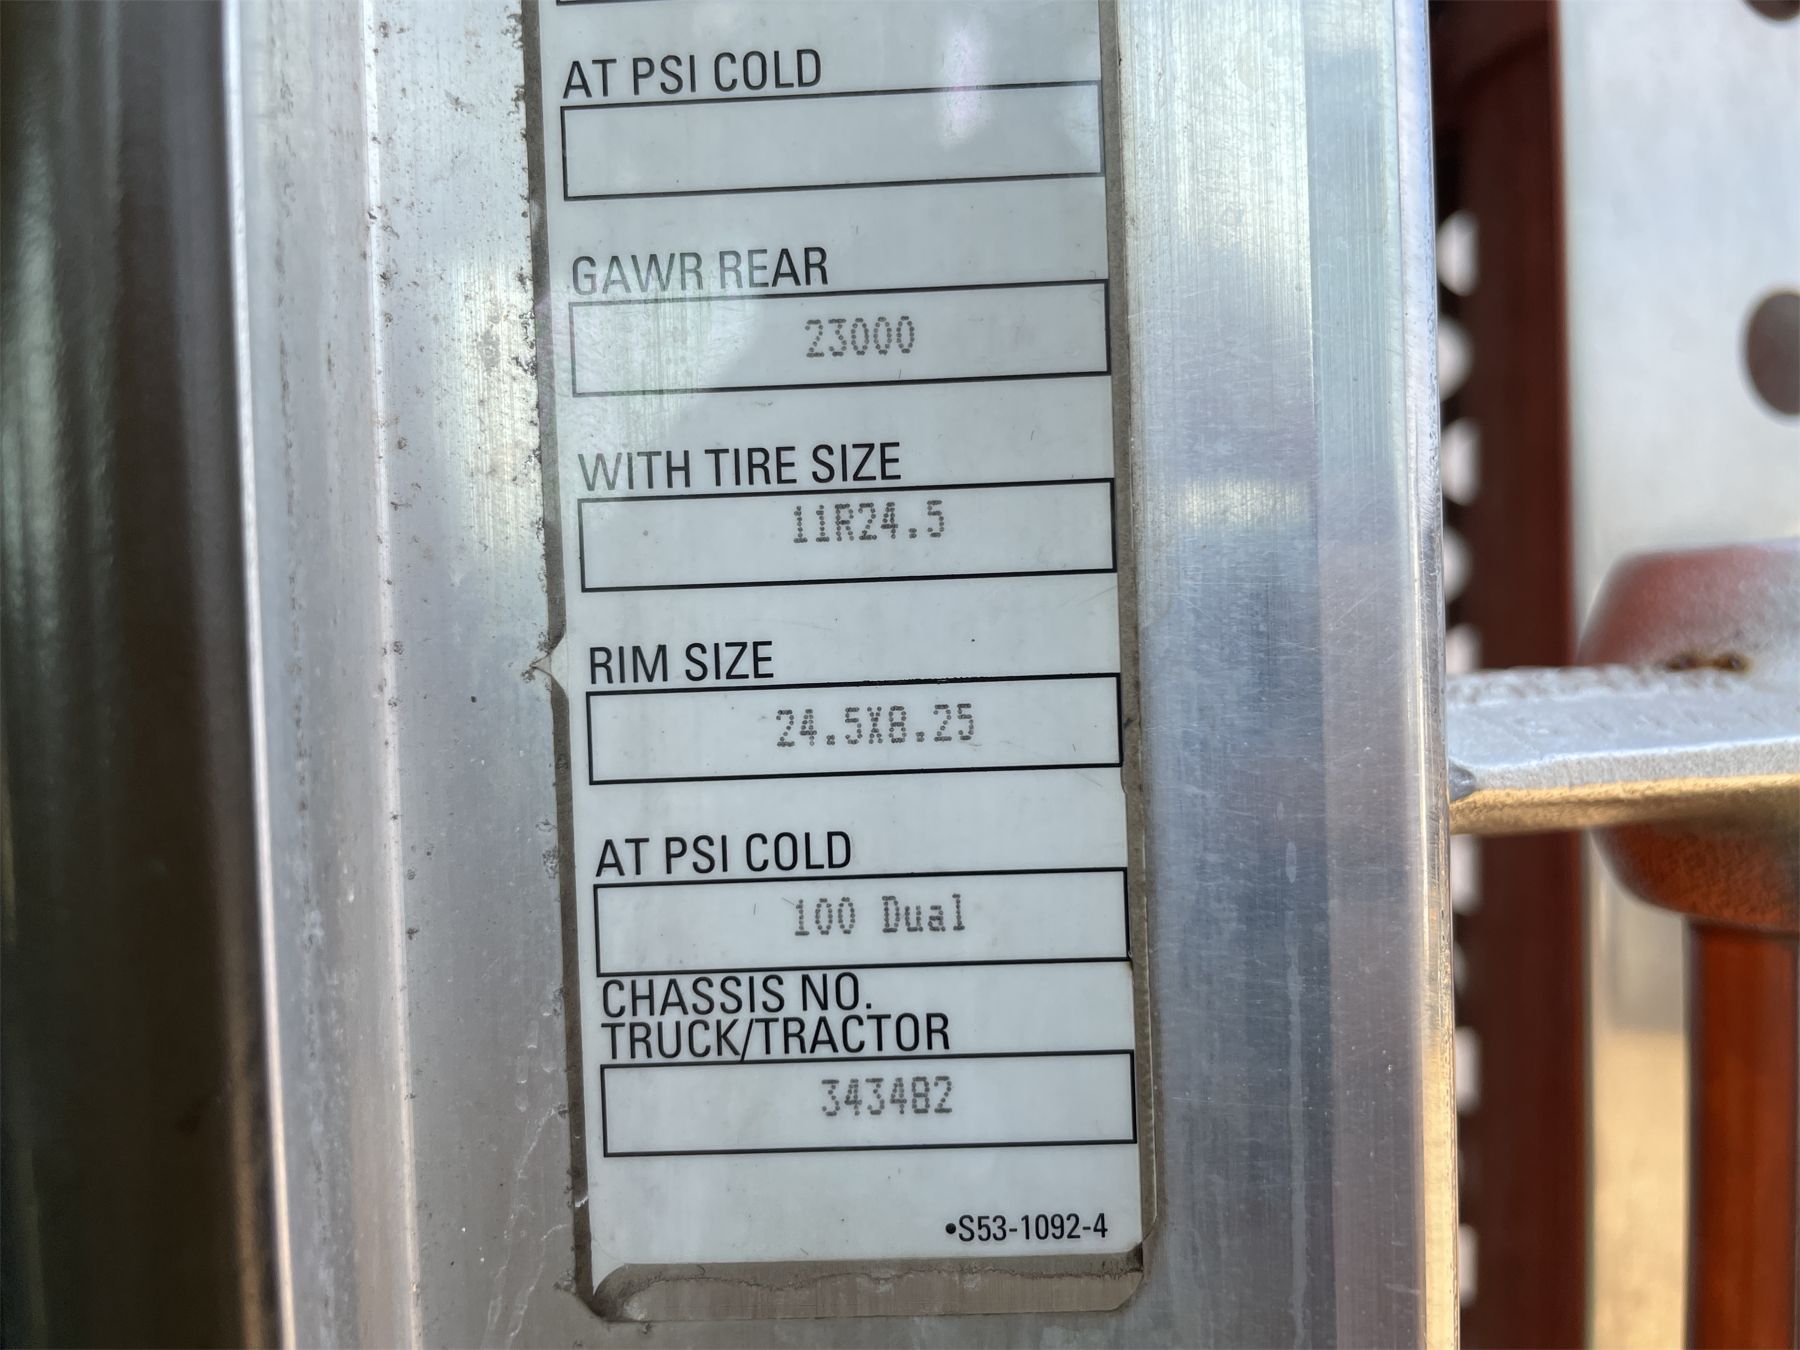 AT PSI COLD
GAWR REAR
23000
WITH TIRE SIZE
11R24.5
RIM SIZE
24.5X8.25
AT PSI COLD
100 Dual
CHASSIS NO.
TRUCK/TRACTOR
343482
•S53-1092-4